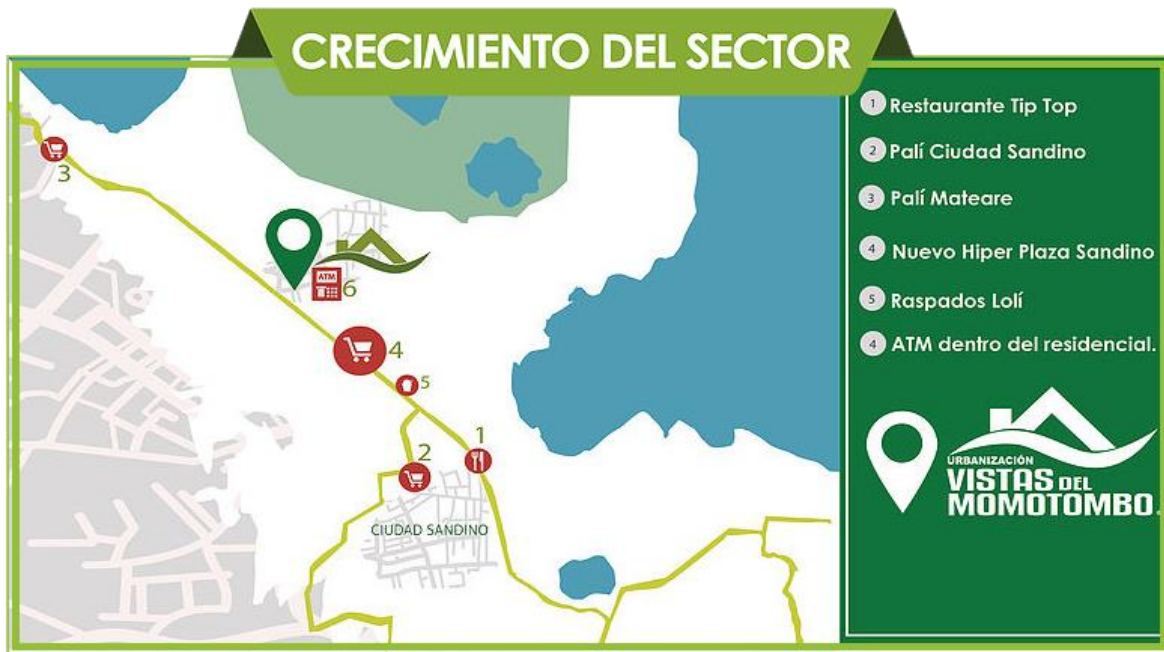 CRECIMIENTO DEL SECTOR
3
ATM
6
4
5
1
2
CIUDAD SANDINO
1 Restaurante Tip Top
2 Palí Ciudad Sandino
3 Palí Mateare
4 Nuevo Hiper Plaza Sandino
5 Raspados Lolí
4 ATM dentro del residencial.
URBANIZACIÓN
VISTAS DEL
MOMOTOMBO